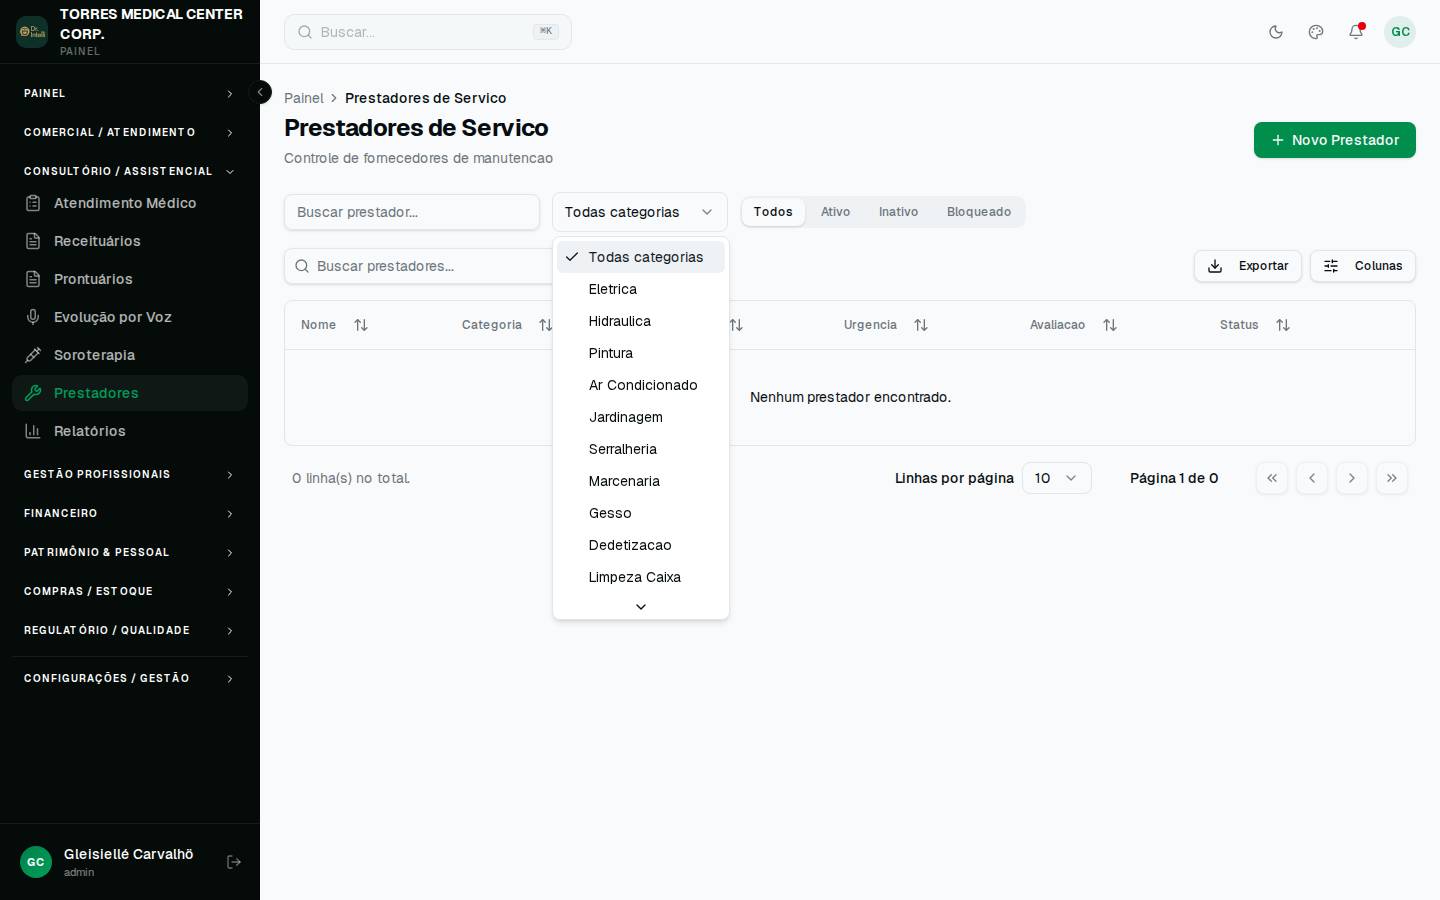 TORRES MEDICAL CENTER CORP.
PAINEL
PAINEL
COMERCIAL / ATENDIMENTO
CONSULTÓRIO / ASSISTENCIAL
Atendimento Médico
Receituários
Prontuários
Evolução por Voz
Soroterapia
Prestadores
Relatórios
GESTÃO PROFISSIONAIS
FINANCEIRO
PATRIMÔNIO & PESSOAL
COMPRAS / ESTOQUE
REGULATÓRIO / QUALIDADE
CONFIGURAÇÕES / GESTÃO
GC
Gleisiellé Carvalhö
admin
Buscar...
⌘K
GC
Painel
Prestadores de Servico
Prestadores de Servico
Controle de fornecedores de manutencao
Novo Prestador
Buscar prestador...
Todas categorias
Todos
Ativo
Inativo
Bloqueado
Buscar prestadores...
Exportar
Colunas
Todas categorias
Eletrica
Hidraulica
Pintura
Ar Condicionado
Jardinagem
Serralheria
Marcenaria
Gesso
Dedetizacao
Limpeza Caixa
Nome
Categoria
Urgencia
Avaliacao
Status
Nenhum prestador encontrado.
0 linha(s) no total.
Linhas por página
10
Página 1 de 0